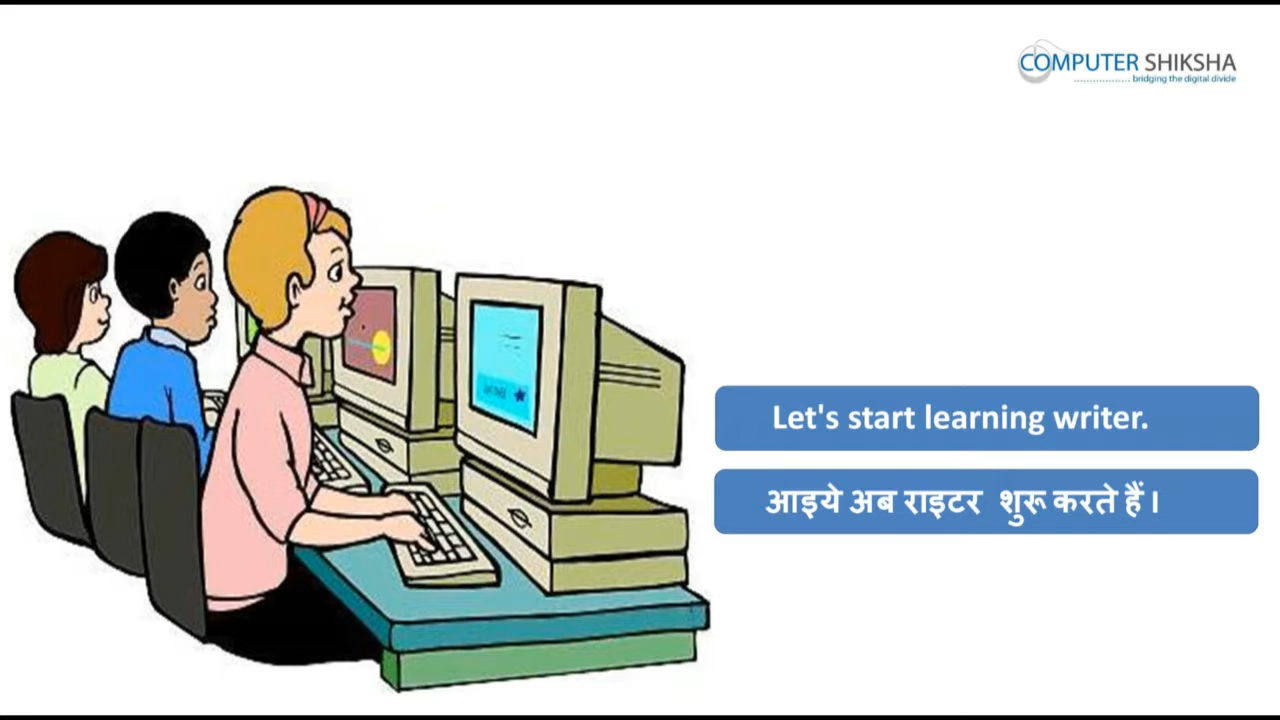 COMPUTER SHIKSHA
.................. bridging the digital divide
Let's start learning writer.
आइये अब राइटर शुरू करते हैं।